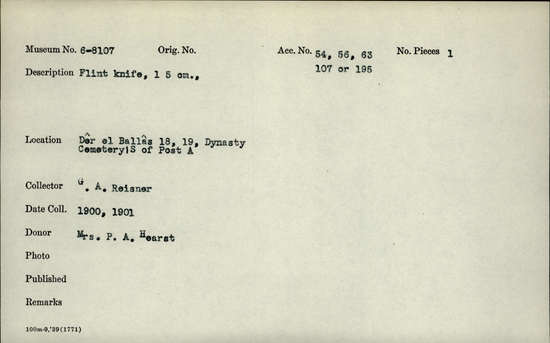 Museum No. 6-8107 Orig. No. Acc. No. 54, 56, 63 No. Pieces 1
107 or 195
Description Flint knife, l 5 cm.,
Location Dêr el Ballâs 18, 19, Dynasty
Cemetery|S of Post A
Collector G. A. Reisner
Date Coll. 1900, 1901
Donor Mrs. P. A. Hearst
Photo
Published
Remarks
100m-9,'39(1771)